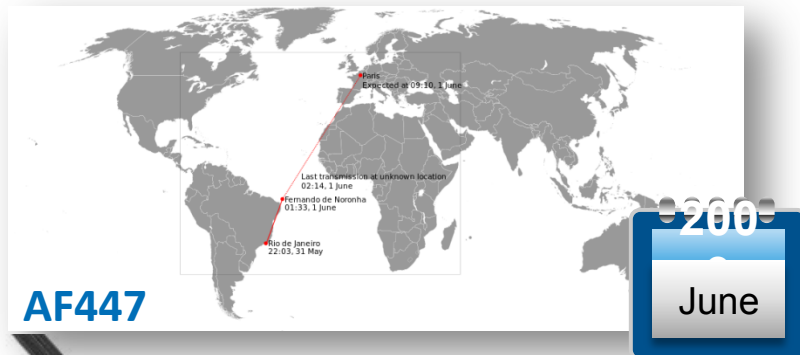 Paris
Expected at 09:10, 1 June
Last transmission at unknown location
02:14, 1 June
Fernando de Noronha
01:33, 1 June
Rio de Janeiro
22:03, 31 May
AF447
200
June